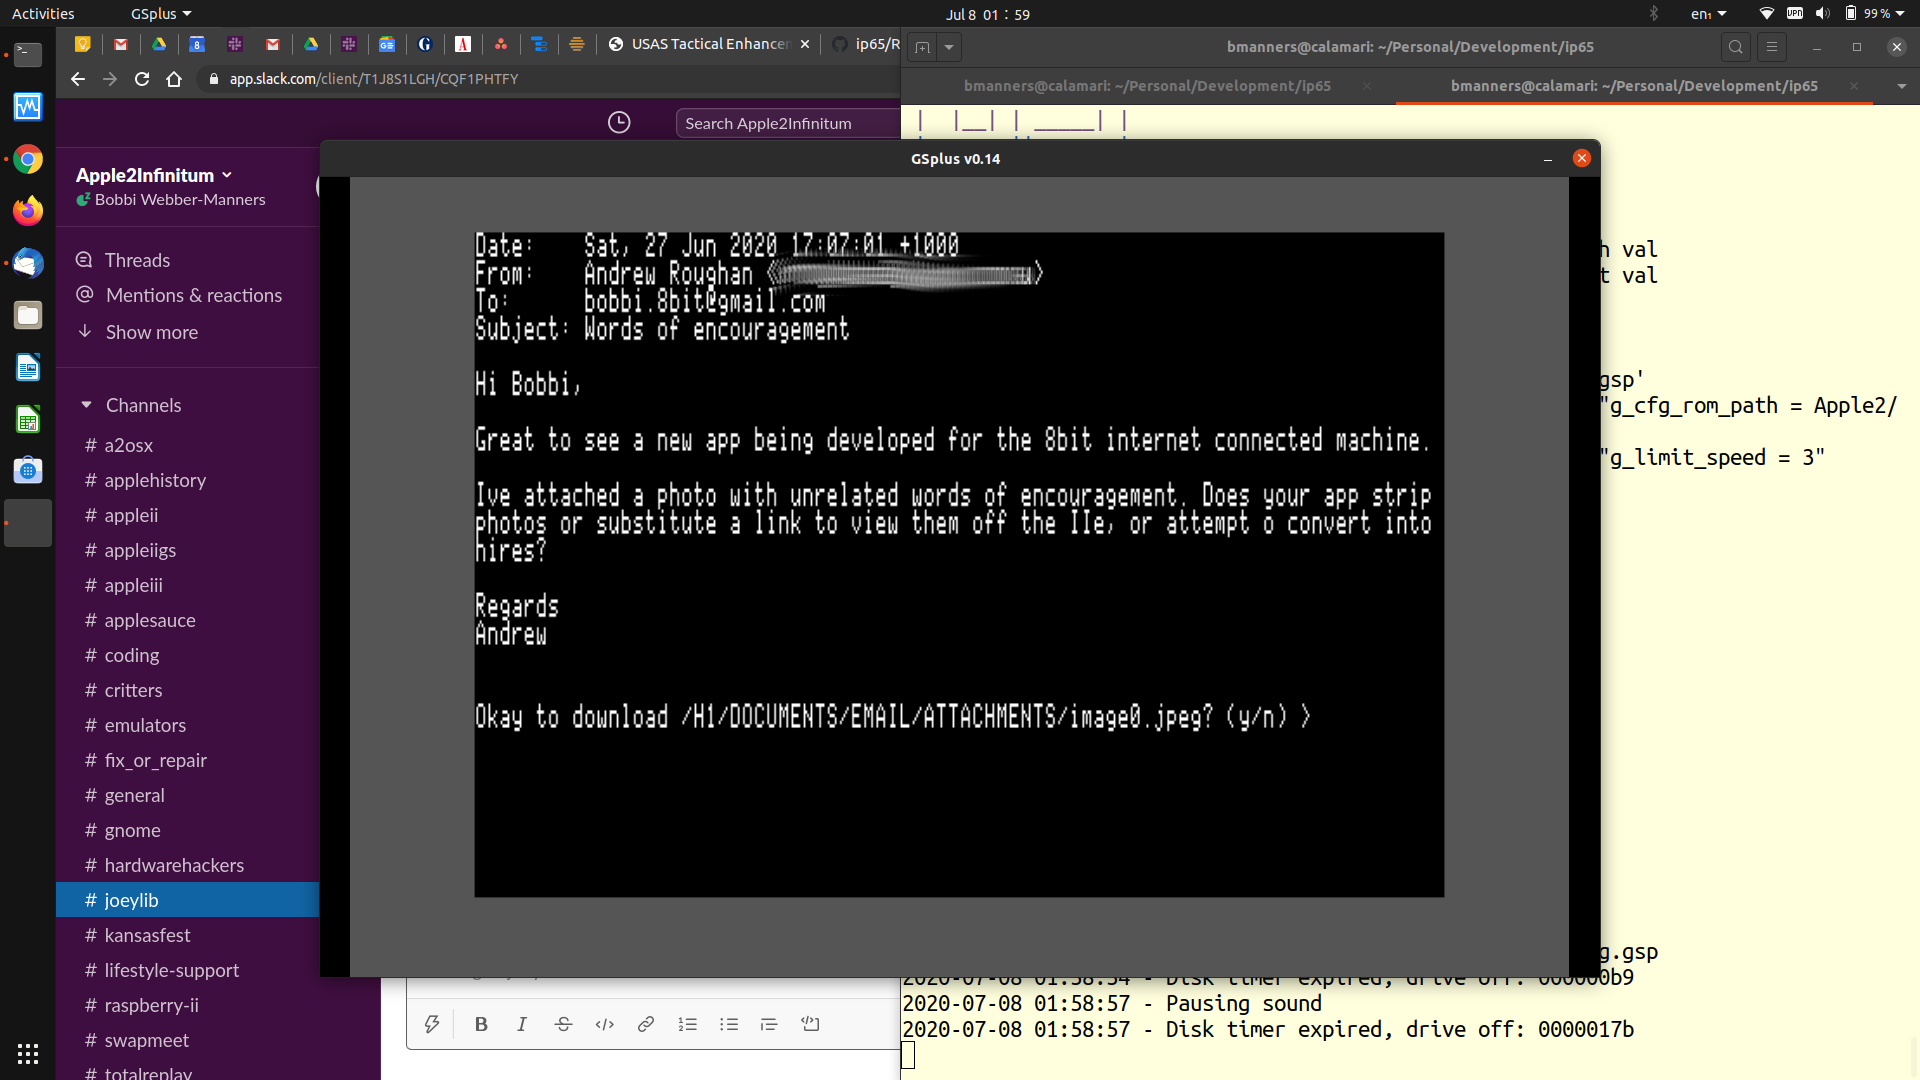 Activities
GSplus
Jul 8 01 : 59
en₁
VPN
99 %
USAS Tactical Enhancem
ip65/R
app.slack.com/client/T1J8S1LGH/CQF1PHTFY
Search Apple2Infinitum
Apple2Infinitum
Bobbi Webber-Manners
Threads
@ Mentions & reactions
Show more
Channels
# a2osx
# applehistory
# appleii
# appleiigs
# appleiii
# applesauce
# coding
# critters
# emulators
# fix_or_repair
# general
# gnome
# hardwarehackers
# joeylib
# kansasfest
# lifestyle-support
# raspberry-ii
# swapmeet
# totalreplay
bmanners@calamari: ~/Personal/Development/ip65
bmanners@calamari: ~/Personal/Development/ip65
bmanners@calamari: ~/Personal/Development/ip65
GSplus v0.14
Date: Sat, 27 Jun 2020 17:07:01 +1000
From: Andrew Roughan <
>
To: bobbi.8bit@gmail.com
Subject: Words of encouragement
Hi Bobbi,
Great to see a new app being developed for the 8bit internet connected machine.
Ive attached a photo with unrelated words of encouragement. Does your app strip
photos or substitute a link to view them off the IIe, or attempt o convert into
hires?
Regards
Andrew
Okay to download /H1/DOCUMENTS/EMAIL/ATTACHMENTS/image0.jpeg? (y/n) >
h val
t val
gsp'
"g_cfg_rom_path = Apple2/
"g_limit_speed = 3"
g.gsp
2020-07-08 01:58:54 - Disk timer expired, drive off: 000000b9
2020-07-08 01:58:57 - Pausing sound
2020-07-08 01:58:57 - Disk timer expired, drive off: 0000017b